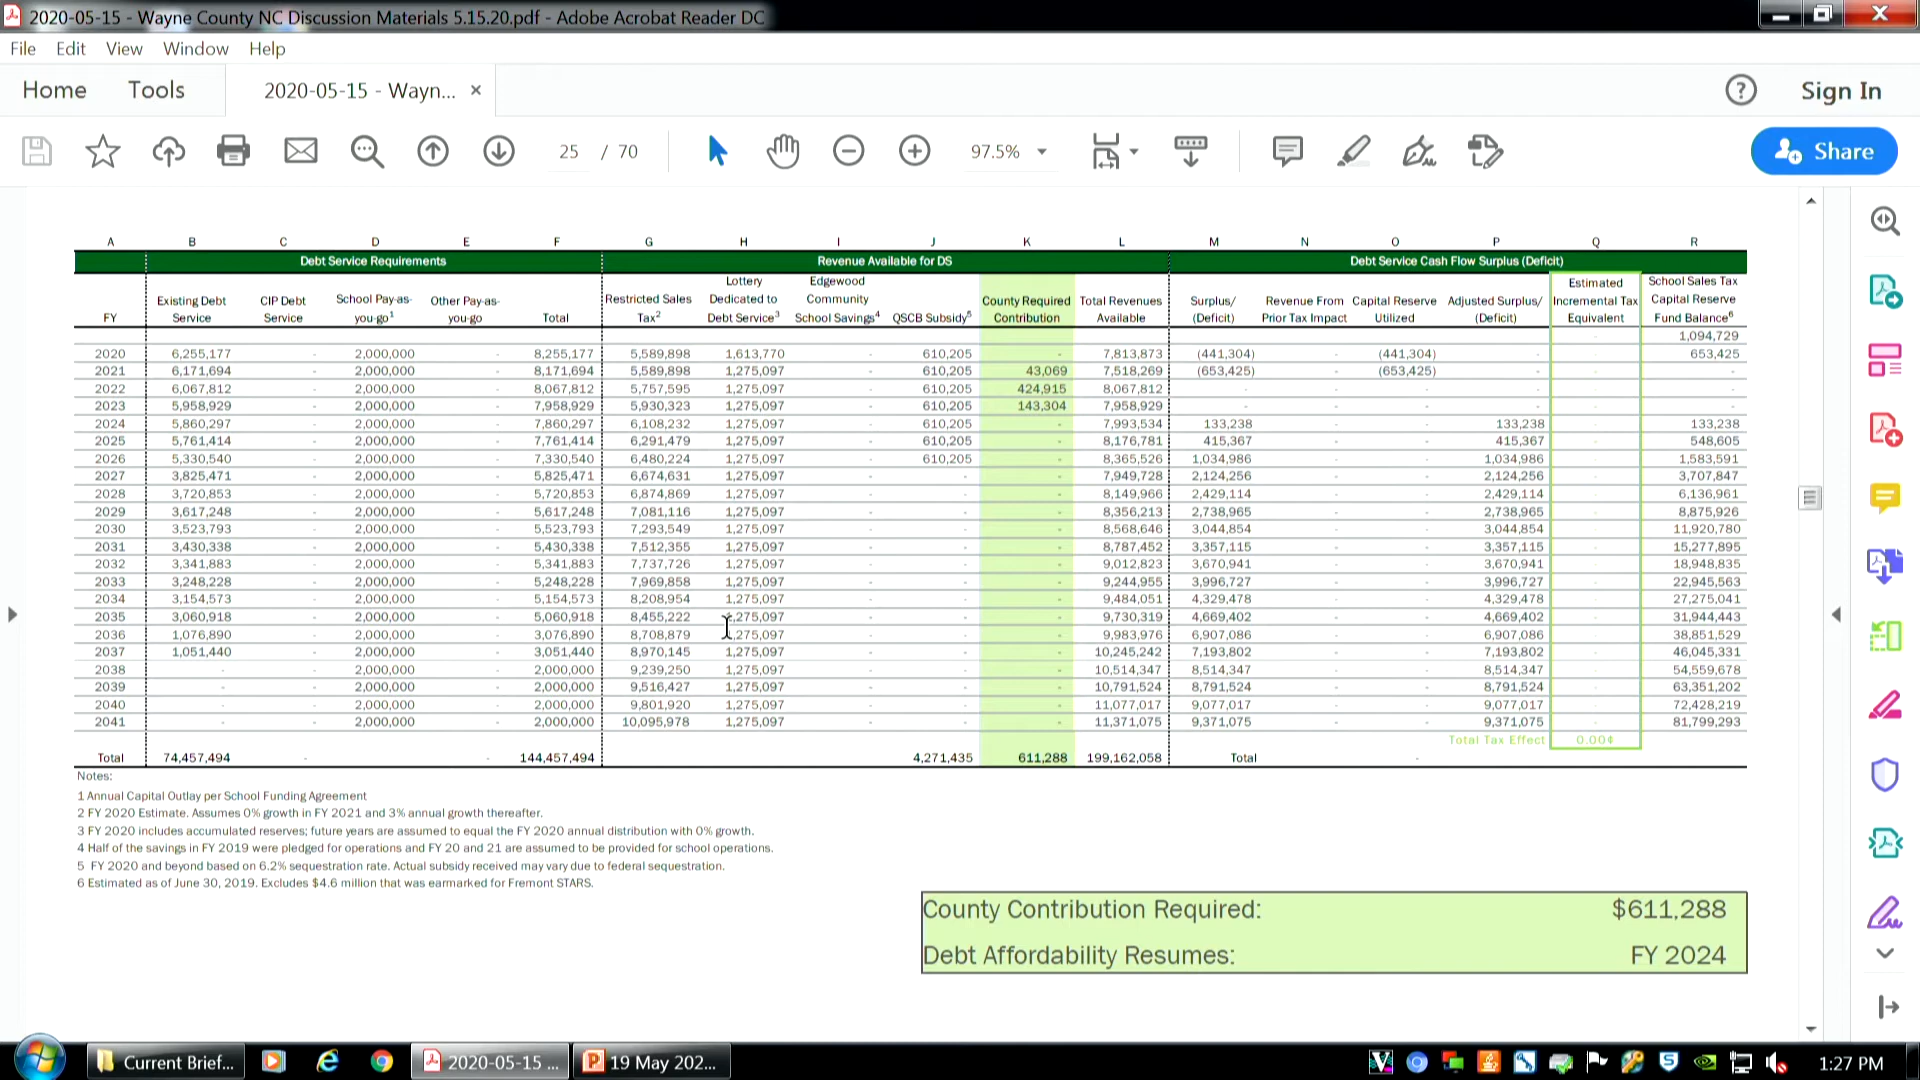 2020-05-15 - Wayne County NC Discussion Materials 5.15.20.pdf - Adobe Acrobat Reader DC
File Edit View Window Help
Home Tools 2020-05-15 - Wayn... × ? Sign In
25 / 70 97.5% Share
A B C D E F G H I J K L M N O P Q R
Debt Service Requirements Revenue Available for DS Debt Service Cash Flow Surplus (Deficit)
FY Existing Debt Service CIP Debt Service School Pay-as-you-go1 Other Pay-as-you-go Total Restricted Sales Tax2 Lottery Dedicated to Debt Service3 Edgewood Community School Savings4 QSCB Subsidy5 County Required Contribution Total Revenues Available Surplus/ (Deficit) Revenue From Prior Tax Impact Capital Reserve Utilized Adjusted Surplus/ (Deficit) Estimated Incremental Tax Equivalent School Sales Tax Capital Reserve Fund Balance6
- 1,094,729
2020 6,255,177 - 2,000,000 - 8,255,177 5,589,898 1,613,770 - 610,205 - 7,813,873 (441,304) - (441,304) - - 653,425
2021 6,171,694 - 2,000,000 - 8,171,694 5,589,898 1,275,097 - 610,205 43,069 7,518,269 (653,425) - (653,425) - - -
2022 6,067,812 - 2,000,000 - 8,067,812 5,757,595 1,275,097 - 610,205 424,915 8,067,812 - - - - - -
2023 5,958,929 - 2,000,000 - 7,958,929 5,930,323 1,275,097 - 610,205 143,304 7,958,929 - - - - - -
2024 5,860,297 - 2,000,000 - 7,860,297 6,108,232 1,275,097 - 610,205 - 7,993,534 133,238 - - 133,238 - 133,238
2025 5,761,414 - 2,000,000 - 7,761,414 6,291,479 1,275,097 - 610,205 - 8,176,781 415,367 - - 415,367 - 548,605
2026 5,330,540 - 2,000,000 - 7,330,540 6,480,224 1,275,097 - 610,205 - 8,365,526 1,034,986 - - 1,034,986 - 1,583,591
2027 3,825,471 - 2,000,000 - 5,825,471 6,674,631 1,275,097 - - - 7,949,728 2,124,256 - - 2,124,256 - 3,707,847
2028 3,720,853 - 2,000,000 - 5,720,853 6,874,869 1,275,097 - - - 8,149,966 2,429,114 - - 2,429,114 - 6,136,961
2029 3,617,248 - 2,000,000 - 5,617,248 7,081,116 1,275,097 - - - 8,356,213 2,738,965 - - 2,738,965 - 8,875,926
2030 3,523,793 - 2,000,000 - 5,523,793 7,293,549 1,275,097 - - - 8,568,646 3,044,854 - - 3,044,854 - 11,920,780
2031 3,430,338 - 2,000,000 - 5,430,338 7,512,355 1,275,097 - - - 8,787,452 3,357,115 - - 3,357,115 - 15,277,895
2032 3,341,883 - 2,000,000 - 5,341,883 7,737,726 1,275,097 - - - 9,012,823 3,670,941 - - 3,670,941 - 18,948,835
2033 3,248,228 - 2,000,000 - 5,248,228 7,969,858 1,275,097 - - - 9,244,955 3,996,727 - - 3,996,727 - 22,945,563
2034 3,154,573 - 2,000,000 - 5,154,573 8,208,954 1,275,097 - - - 9,484,051 4,329,478 - - 4,329,478 - 27,275,041
2035 3,060,918 - 2,000,000 - 5,060,918 8,455,222 1,275,097 - - - 9,730,319 4,669,402 - - 4,669,402 - 31,944,443
2036 1,076,890 - 2,000,000 - 3,076,890 8,708,879 1,275,097 - - - 9,983,976 6,907,086 - - 6,907,086 - 38,851,529
2037 1,051,440 - 2,000,000 - 3,051,440 8,970,145 1,275,097 - - - 10,245,242 7,193,802 - - 7,193,802 - 46,045,331
2038 - - 2,000,000 - 2,000,000 9,239,250 1,275,097 - - - 10,514,347 8,514,347 - - 8,514,347 - 54,559,678
2039 - - 2,000,000 - 2,000,000 9,516,427 1,275,097 - - - 10,791,524 8,791,524 - - 8,791,524 - 63,351,202
2040 - - 2,000,000 - 2,000,000 9,801,920 1,275,097 - - - 11,077,017 9,077,017 - - 9,077,017 - 72,428,219
2041 - - 2,000,000 - 2,000,000 10,095,978 1,275,097 - - - 11,371,075 9,371,075 - - 9,371,075 - 81,799,293
Total Tax Effect 0.00¢
Total 74,457,494 - - 144,457,494 4,271,435 611,288 199,162,058 Total -
Notes:
1 Annual Capital Outlay per School Funding Agreement
2 FY 2020 Estimate. Assumes 0% growth in FY 2021 and 3% annual growth thereafter.
3 FY 2020 includes accumulated reserves; future years are assumed to equal the FY 2020 annual distribution with 0% growth.
4 Half of the savings in FY 2019 were pledged for operations and FY 20 and 21 are assumed to be provided for school operations.
5 FY 2020 and beyond based on 6.2% sequestration rate. Actual subsidy received may vary due to federal sequestration.
6 Estimated as of June 30, 2019. Excludes $4.6 million that was earmarked for Fremont STARS.
County Contribution Required: $611,288
Debt Affordability Resumes: FY 2024
Current Brief... 2020-05-15 ... 19 May 202... 1:27 PM